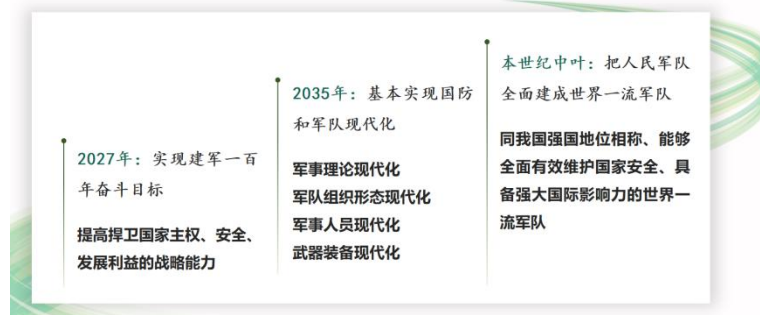 2027年：实现建军一百
年奋斗目标
提高捍卫国家主权、安全、
发展利益的战略能力
2035年：基本实现国防
和军队现代化
军事理论现代化
军队组织形态现代化
军事人员现代化
武器装备现代化
本世纪中叶：把人民军队
全面建成世界一流军队
同我国强国地位相称、能够
全面有效维护国家安全、具
备强大国际影响力的世界一
流军队